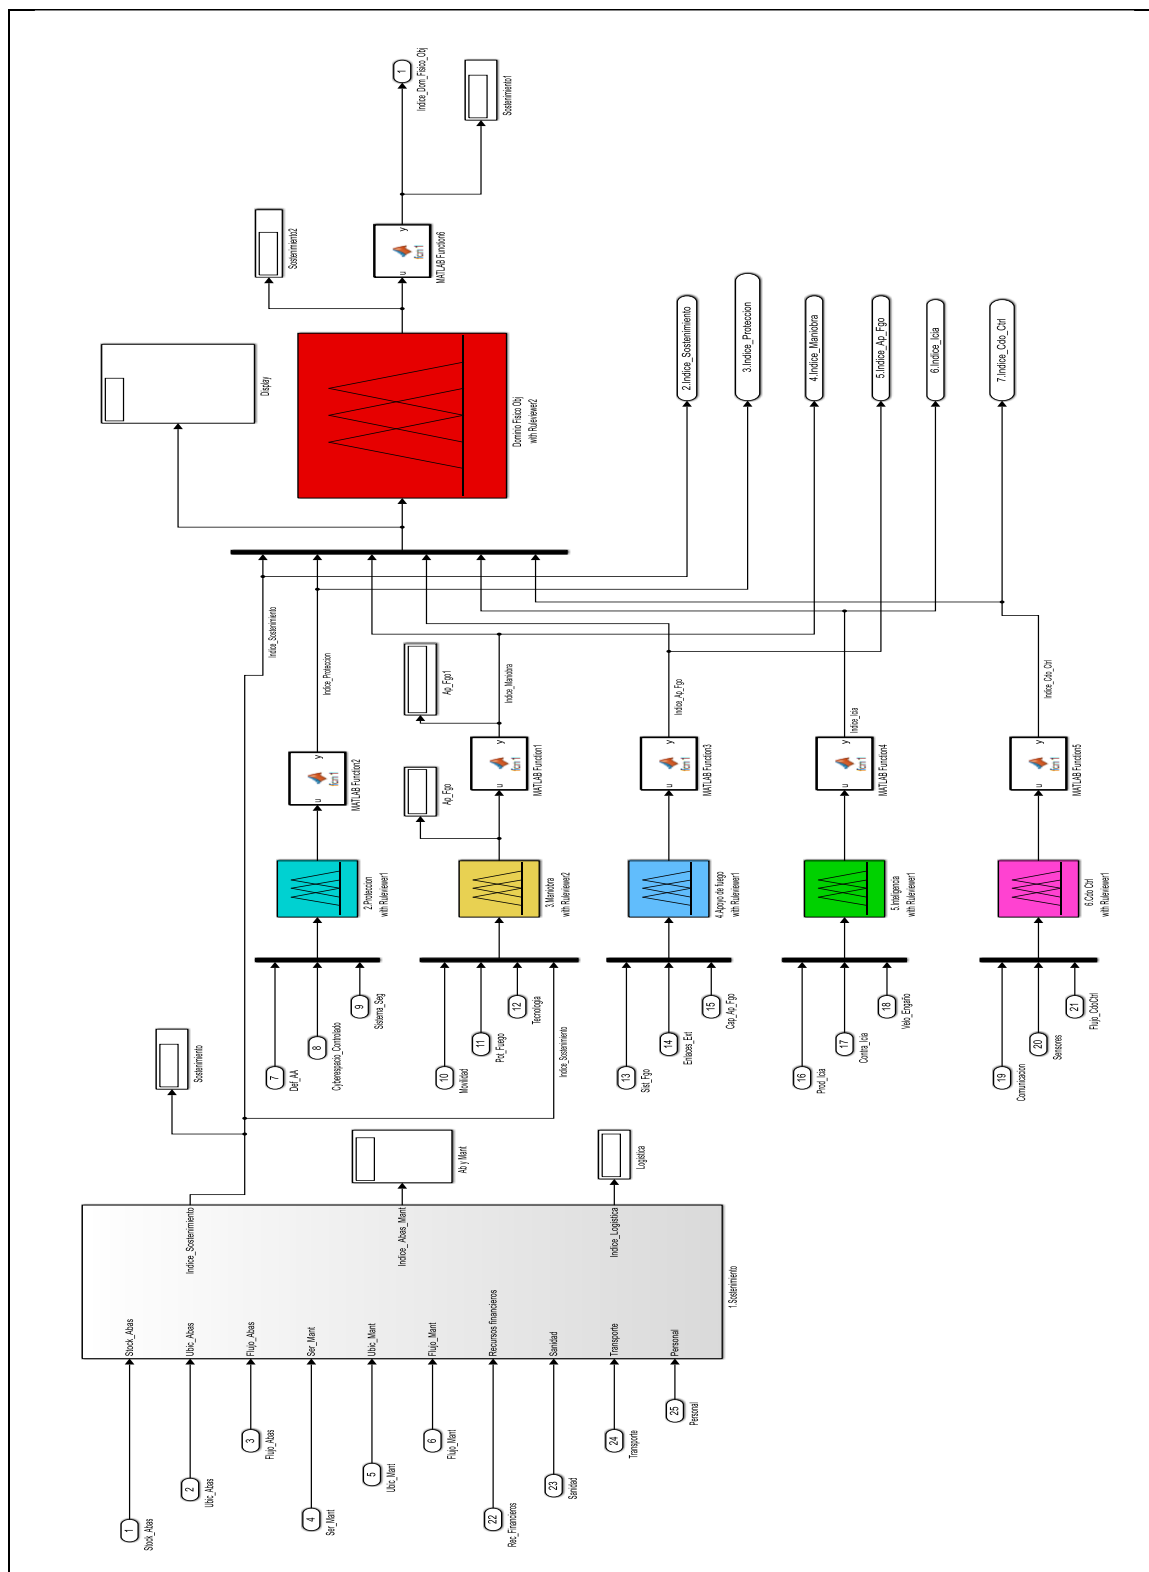 1
Stock_Abas
2
Ubic_Abas
3
Flujo_Abas
4
Ser_Mant
5
Ubic_Mant
6
Flujo_Mant
22
Rec_Financieros
23
Sanidad
24
Transporte
25
Personal
Stock_Abas
Ubic_Abas
Flujo_Abas
Ser_Mant
Ubic_Mant
Flujo_Mant
Recursos financieros
Sanidad
Transporte
Personal
Indice_Sostenimiento
Indice_Abas_Mant
Indice_Logistica
1.Sostenimiento
Sostenimiento
Ab y Mant
Logistica
7
Def_AA
8
Cyberespacio_Controlado
9
Sistema_Seg
10
Movilidad
11
Pot_Fuego
12
Tecnologia
Indice_Sostenimiento
13
Sist_Fgo
14
Enlaces_Ext
15
Cap_Ap_Fgo
16
Prod_Icia
17
Contra_Icia
18
Velo_Engaño
19
Comunicacion
20
Sensores
21
Flujo_CdoCtrl
2.Proteccion
with Ruleviewer1
3.Maniobra
with Ruleviewer2
4.Apoyo de fuego
with Ruleviewer1
5.Inteligencia
with Ruleviewer1
6.Cdo Ctrl
with Ruleviewer1
Ap_Fgo
Ap_Fgo1
u
fcn1
y
MATLAB Function2
u
fcn1
y
MATLAB Function1
u
fcn1
y
MATLAB Function3
u
fcn1
y
MATLAB Function4
u
fcn1
y
MATLAB Function5
Indice_Sostenimiento
Indice_Proteccion
Indice_Maniobra
Indice_Ap_Fgo
Indice_Icia
Indice_Cdo_Ctrl
Display
Dominio Fisico Obj
with Ruleviewer2
2.Indice_Sostenimiento
3.Indice_Proteccion
4.Indice_Maniobra
5.Indice_Ap_Fgo
6.Indice_Icia
7.Indice_Cdo_Ctrl
Sostenimiento2
u
fcn1
y
MATLAB Function6
1
Indice_Dom_Fisico_Obj
Sostenimiento1